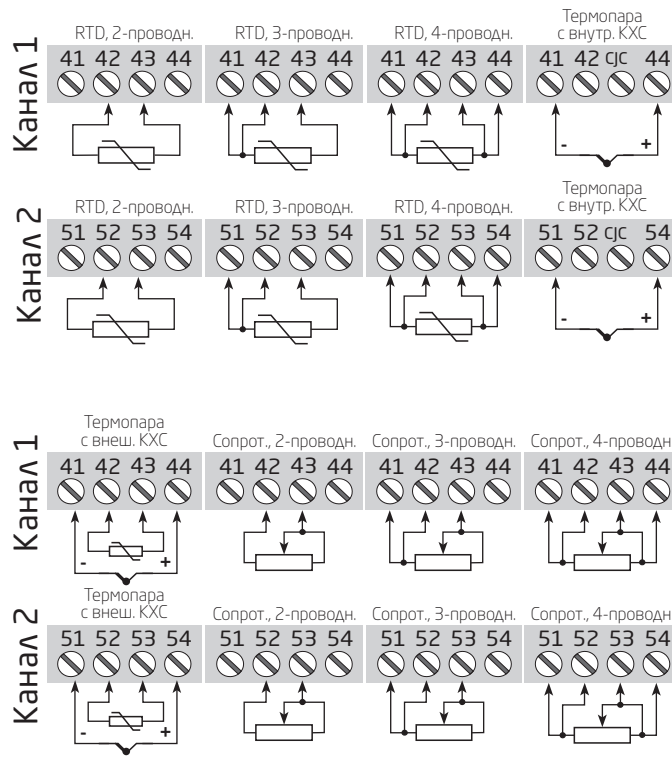 Канал 1
RTD, 2-проводн.
41 42 43 44
RTD, 3-проводн.
41 42 43 44
RTD, 4-проводн.
41 42 43 44
Термопара
с внутр. КХС
41 42 CJC 44
- +
Канал 2
RTD, 2-проводн.
51 52 53 54
RTD, 3-проводн.
51 52 53 54
RTD, 4-проводн.
51 52 53 54
Термопара
с внутр. КХС
51 52 CJC 54
- +
Канал 1
Термопара
с внеш. КХС
41 42 43 44
- +
Сопрот., 2-проводн.
41 42 43 44
Сопрот., 3-проводн.
41 42 43 44
Сопрот., 4-проводн
41 42 43 44
Канал 2
Термопара
с внеш. КХС
51 52 53 54
- +
Сопрот., 2-проводн.
51 52 53 54
Сопрот., 3-проводн.
51 52 53 54
Сопрот., 4-проводн
51 52 53 54